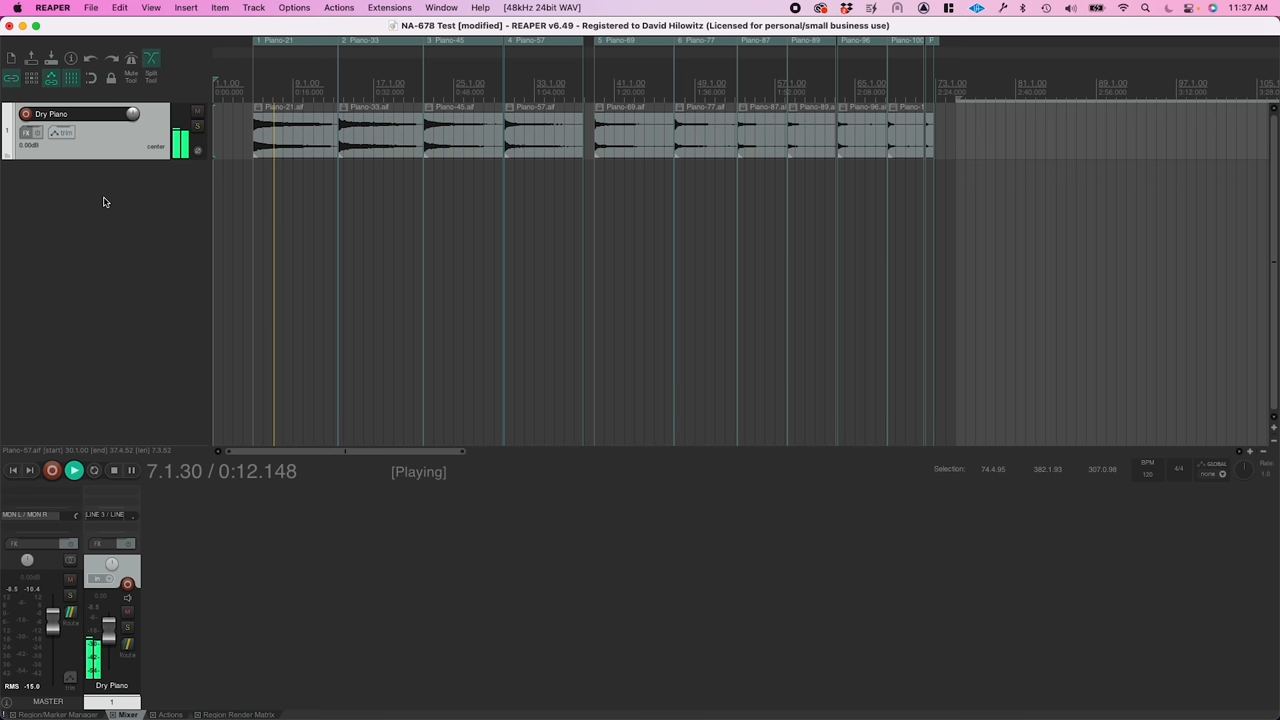 REAPER File Edit View Insert Item Track Options Actions Extensions Window Help [48kHz 24bit WAV] 11:37 AM
NA-678 Test [modified] - REAPER v6.49 - Registered to David Hilowitz (Licensed for personal/small business use)
1 Piano-21 2 Piano-33 3 Piano-45 4 Piano-57 5 Piano-69 6 Piano-77 Piano-87 Piano-89 Piano-96 Piano-100 P
Mute Tool Split Tool
1.1.00 9.1.00 17.1.00 25.1.00 33.1.00 41.1.00 49.1.00 57.1.00 65.1.00 73.1.00 81.1.00 89.1.00 97.1.00 105.1
0:00.000 0:16.000 0:32.000 0:48.000 1:04.000 1:20.000 1:36.000 1:52.000 2:08.000 2:24.000 2:40.000 2:56.000 3:12.000 3:28.0
Piano-21.aif Piano-33.aif Piano-45.aif Piano-57.aif Piano-69.aif Piano-77.aif Piano-87.a Piano-89.a Piano-96.a Piano-1
1 Dry Piano M
FX trim S
0.00dB center
Piano-57.aif [start] 30.1.00 [end] 37.4.52 [len] 7.3.52
7.1.30 / 0:12.148 [Playing] Selection: 74.4.95 382.1.93 307.0.98 BPM 120 4/4 GLOBAL none Rate: 1.0
MON L / MON R LINE 3 / LINE
FX FX
in
0.00dB 0.00
-8.5 -10.4 M -8.5
S M
Route S
Route
trim
RMS -15.0 Dry Piano
MASTER 1
Region/Marker Manager Mixer Actions Region Render Matrix